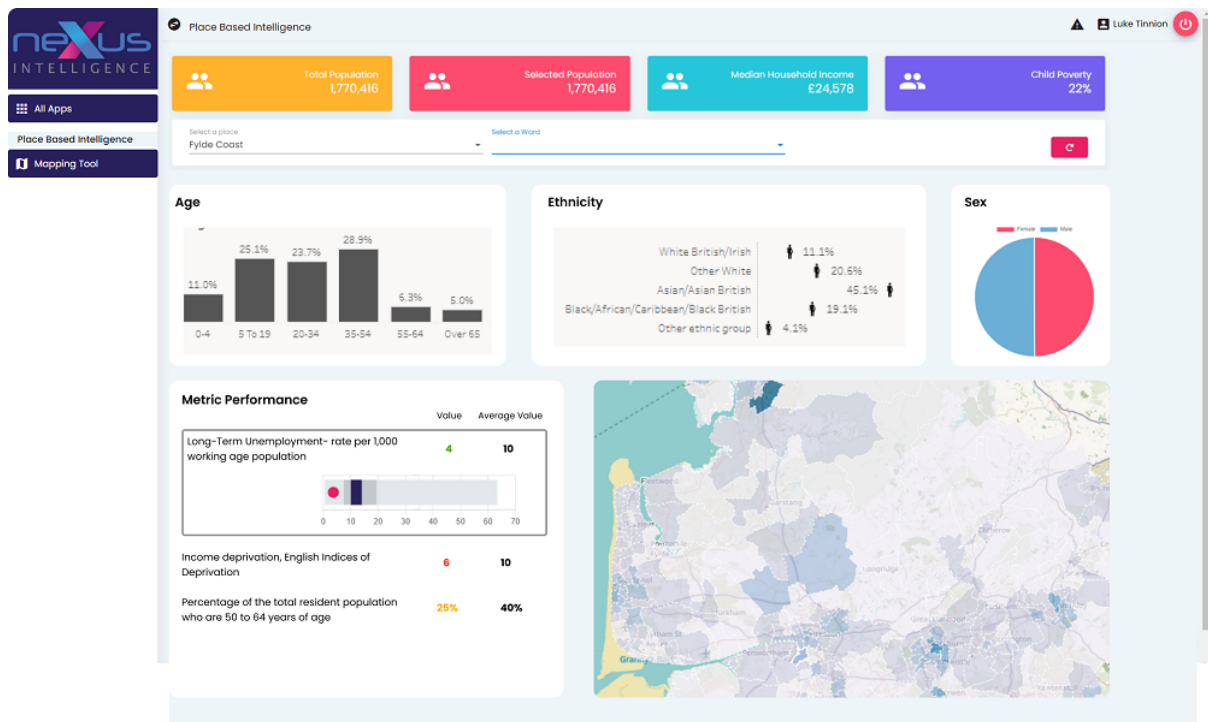 neXus
INTELLIGENCE
All Apps
Place Based Intelligence
Mapping Tool
Place Based Intelligence
Luke Tinnion
Total Population
1,770,416
Selected Population
1,770,416
Median Household Income
£24,578
Child Poverty
22%
Select a place
Fylde Coast
Select a Ward
Age
11.0%
25.1%
23.7%
28.9%
6.3%
5.0%
0-4
5 To 19
20-34
35-54
55-64
Over 65
Ethnicity
White British/Irish 11.1%
Other White 20.6%
Asian/Asian British 45.1%
Black/African/Caribbean/Black British 19.1%
Other ethnic group 4.1%
Sex
Female Male
Metric Performance
Value Average Value
Long-Term Unemployment- rate per 1,000
working age population
4 10
0 10 20 30 40 50 60 70
Income deprivation, English Indices of
Deprivation
6 10
Percentage of the total resident population
who are 50 to 64 years of age
25% 40%
Fleetwood
Garstang
Clitheroe
Longridge
Kirkham